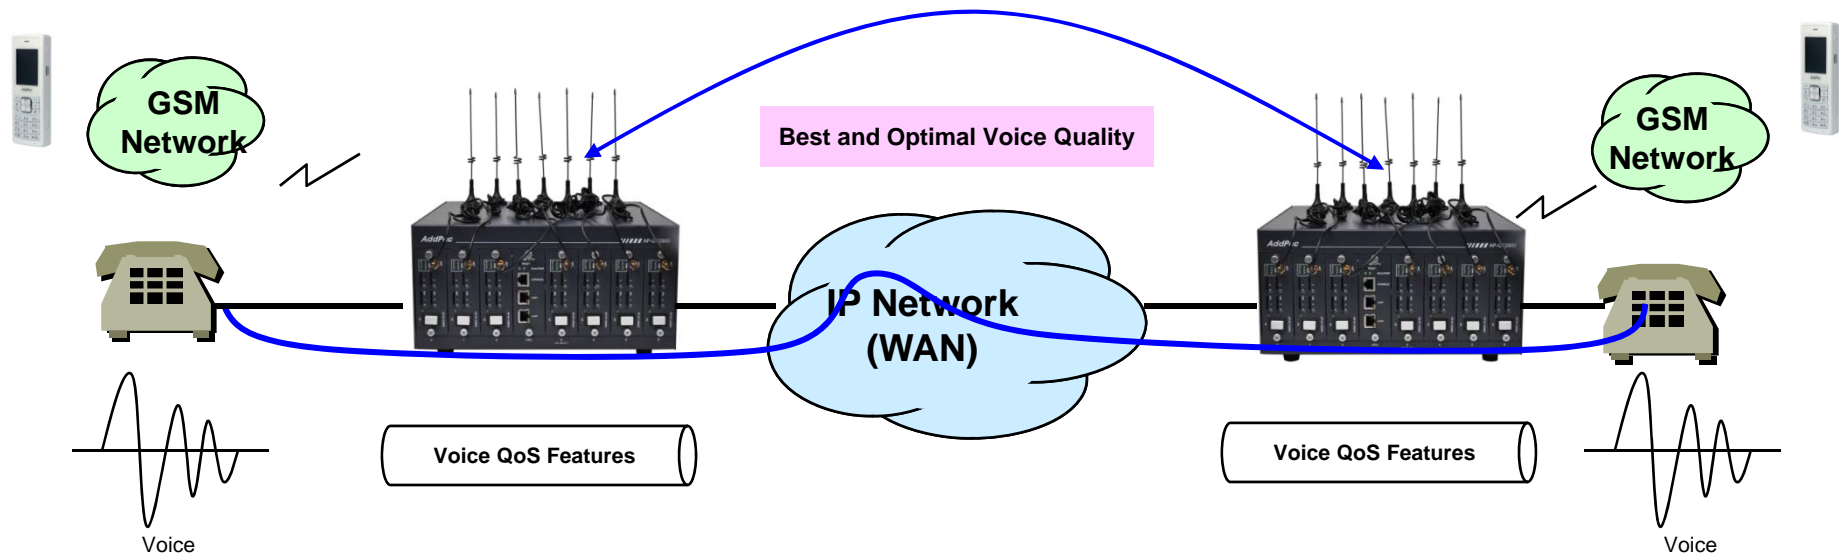 GSM
Network
Best and Optimal Voice Quality
GSM
Network
AddPac
AddPac
IP Network
(WAN)
Voice QoS Features
Voice QoS Features
Voice
Voice